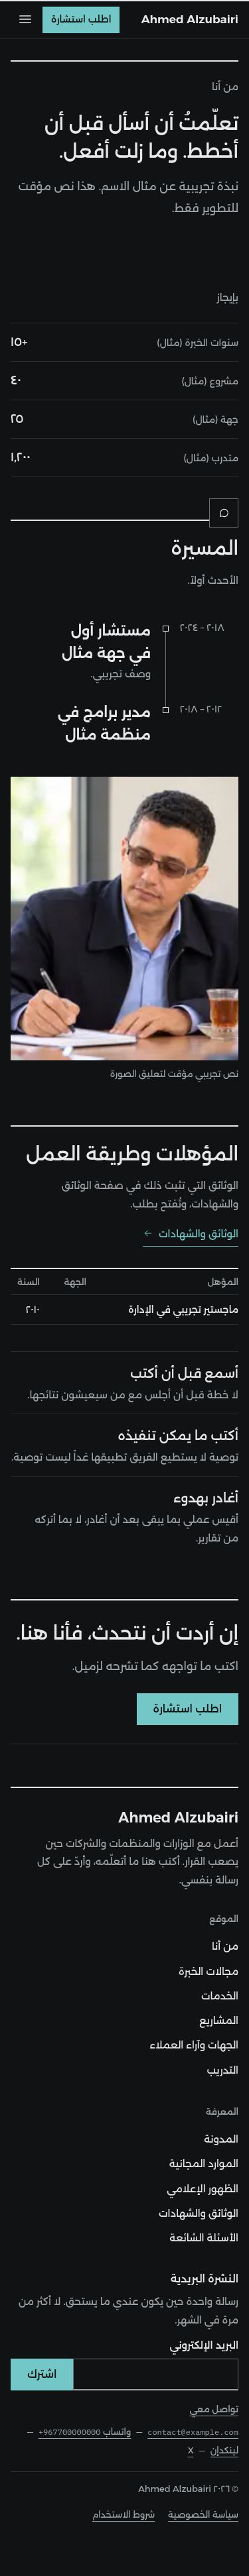 Ahmed Alzubairi
اطلب استشارة
من أنا
تعلّمتُ أن أسأل قبل أن
أخطط. وما زلت أفعل.
نبذة تجريبية عن مثال الاسم. هذا نص مؤقت
للتطوير فقط.
بإيجاز
سنوات الخبرة (مثال)
+١٥
مشروع (مثال)
٤٠
جهة (مثال)
٢٥
متدرب (مثال)
١٬٢٠٠
المسيرة
الأحدث أولاً.
٢٠١٨ – ٢٠٢٤
مستشار أول
في جهة مثال
وصف تجريبي.
٢٠١٢ – ٢٠١٨
مدير برامج في
منظمة مثال
نص تجريبي مؤقت لتعليق الصورة
المؤهلات وطريقة العمل
الوثائق التي تثبت ذلك في صفحة الوثائق
والشهادات، وتُفتح بطلب.
الوثائق والشهادات ←
المؤهل الجهة السنة
ماجستير تجريبي في الإدارة ٢٠١٠
أسمع قبل أن أكتب
لا خطة قبل أن أجلس مع من سيعيشون نتائجها.
أكتب ما يمكن تنفيذه
توصية لا يستطيع الفريق تطبيقها غداً ليست توصية.
أغادر بهدوء
أقيس عملي بما يبقى بعد أن أغادر، لا بما أتركه
من تقارير.
إن أردت أن نتحدث، فأنا هنا.
اكتب ما تواجهه كما تشرحه لزميل.
اطلب استشارة
Ahmed Alzubairi
أعمل مع الوزارات والمنظمات والشركات حين
يصعب القرار. أكتب هنا ما أتعلّمه، وأردّ على كل
رسالة بنفسي.
الموقع
من أنا
مجالات الخبرة
الخدمات
المشاريع
الجهات وآراء العملاء
التدريب
المعرفة
المدونة
الموارد المجانية
الظهور الإعلامي
الوثائق والشهادات
الأسئلة الشائعة
النشرة البريدية
رسالة واحدة حين يكون عندي ما يستحق. لا أكثر من
مرة في الشهر.
البريد الإلكتروني
اشترك
تواصل معي
contact@example.com — واتساب +967700000000 —
لينكدإن — X
© ٢٠٢٦ Ahmed Alzubairi
سياسة الخصوصية شروط الاستخدام